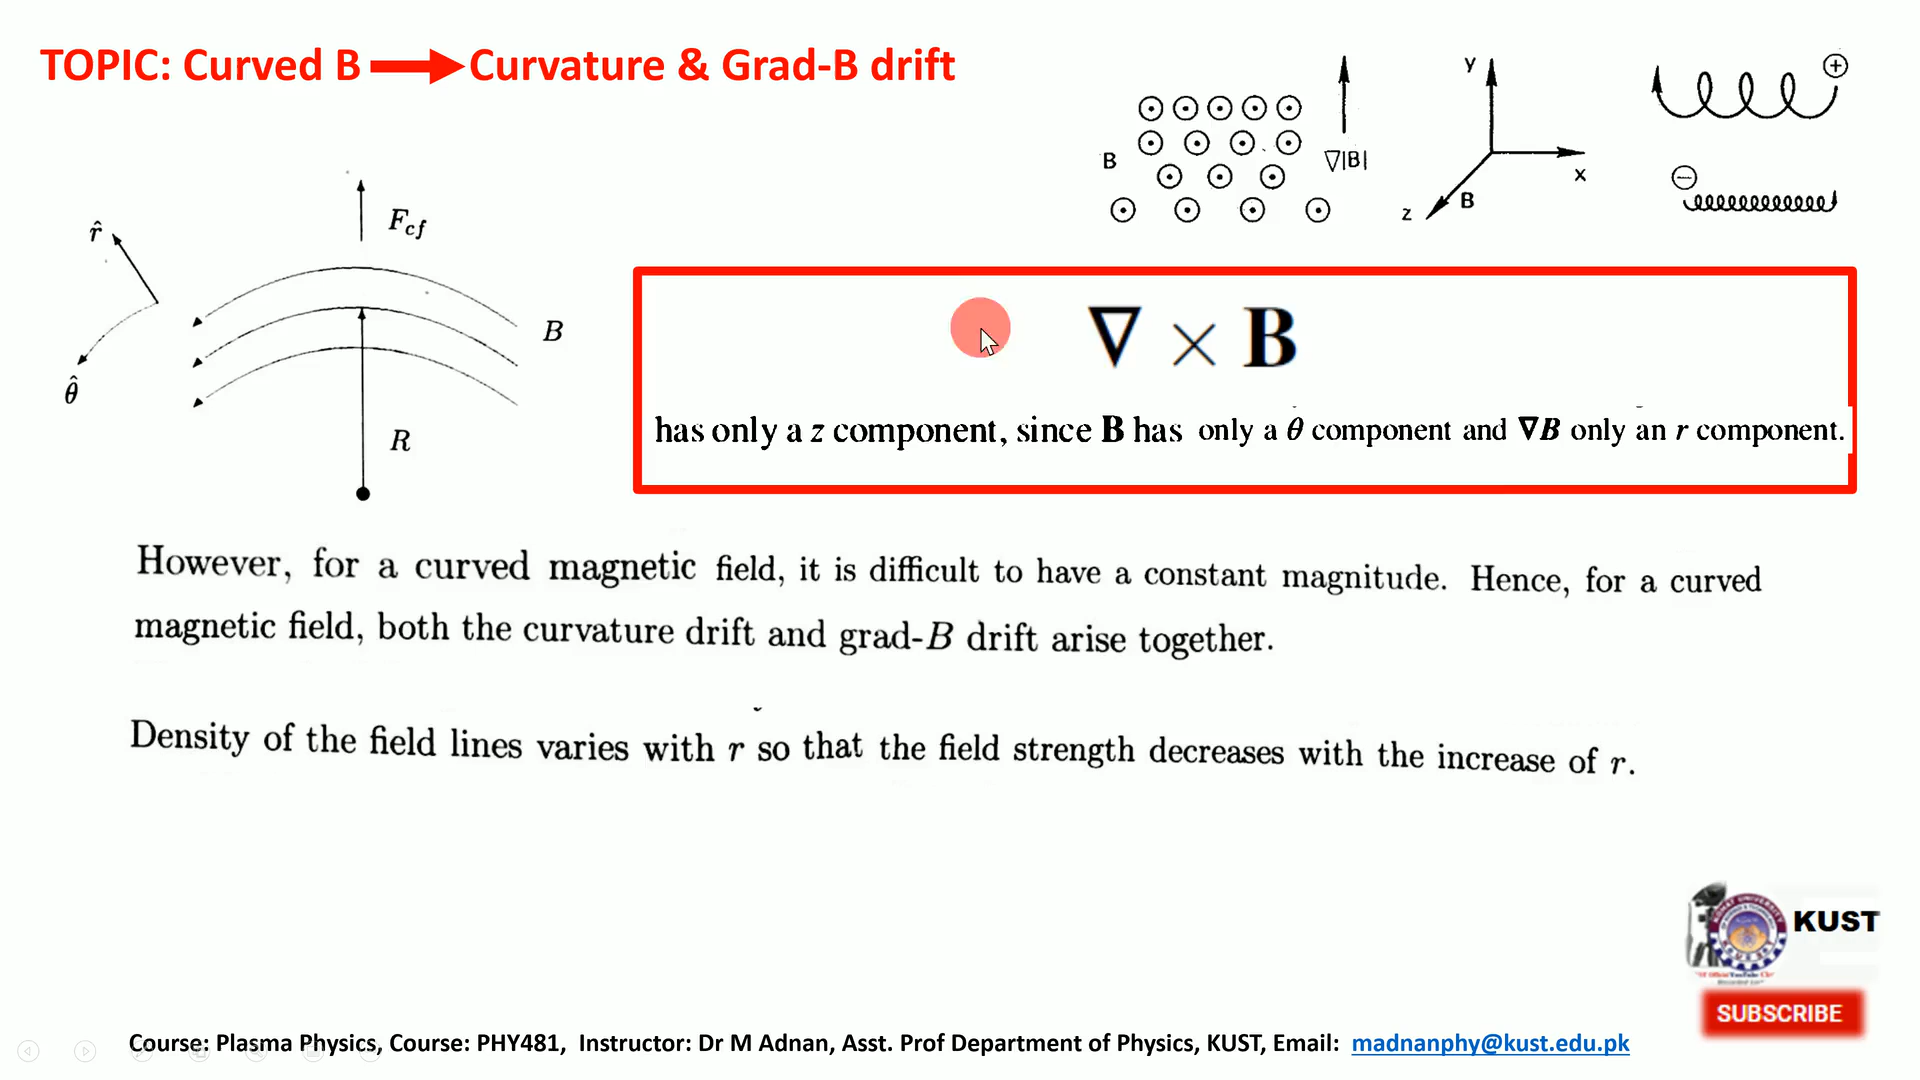 TOPIC: Curved B Curvature & Grad-B drift
B
∇|B|
y
x
z
B
+
−
r̂
θ̂
F_cf
B
R
∇ × B
has only a z component, since B has only a θ component and ∇B only an r component.
However, for a curved magnetic field, it is difficult to have a constant magnitude. Hence, for a curved
magnetic field, both the curvature drift and grad-B drift arise together.
Density of the field lines varies with r so that the field strength decreases with the increase of r.
KUST
SUBSCRIBE
Course: Plasma Physics, Course: PHY481, Instructor: Dr M Adnan, Asst. Prof Department of Physics, KUST, Email: madnanphy@kust.edu.pk